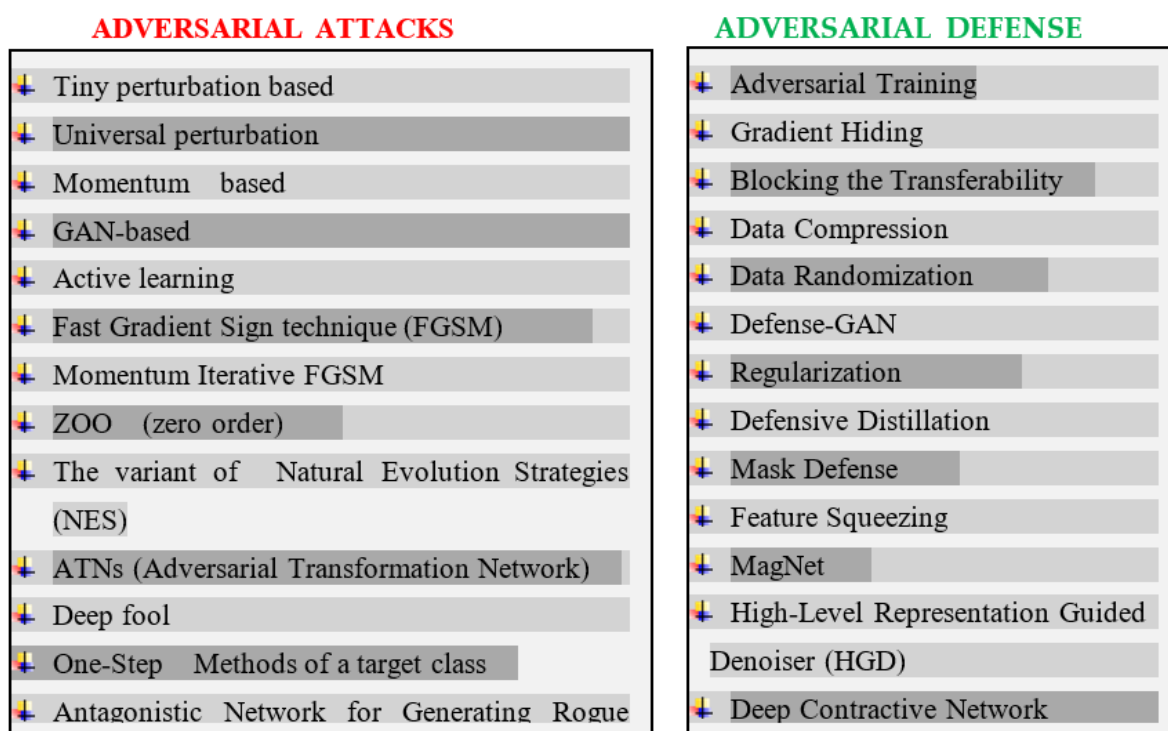 ADVERSARIAL ATTACKS
Tiny perturbation based
Universal perturbation
Momentum based
GAN-based
Active learning
Fast Gradient Sign technique (FGSM)
Momentum Iterative FGSM
ZOO (zero order)
The variant of Natural Evolution Strategies
(NES)
ATNs (Adversarial Transformation Network)
Deep fool
One-Step Methods of a target class
Antagonistic Network for Generating Rogue
ADVERSARIAL DEFENSE
Adversarial Training
Gradient Hiding
Blocking the Transferability
Data Compression
Data Randomization
Defense-GAN
Regularization
Defensive Distillation
Mask Defense
Feature Squeezing
MagNet
High-Level Representation Guided
Denoiser (HGD)
Deep Contractive Network